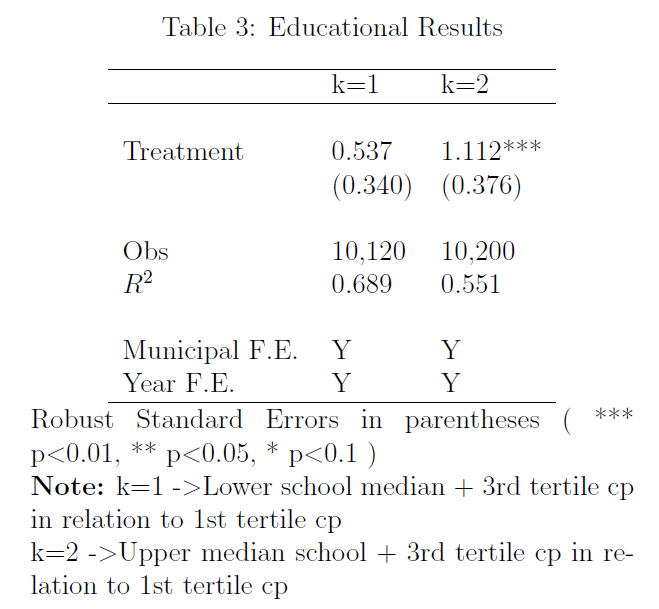 Table 3: Educational Results
k=1 k=2
Treatment 0.537 1.112***
(0.340) (0.376)
Obs 10,120 10,200
R² 0.689 0.551
Municipal F.E. Y Y
Year F.E. Y Y
Robust Standard Errors in parentheses ( ***
p<0.01, ** p<0.05, * p<0.1 )
Note: k=1 ->Lower school median + 3rd tertile cp
in relation to 1st tertile cp
k=2 ->Upper median school + 3rd tertile cp in re-
lation to 1st tertile cp